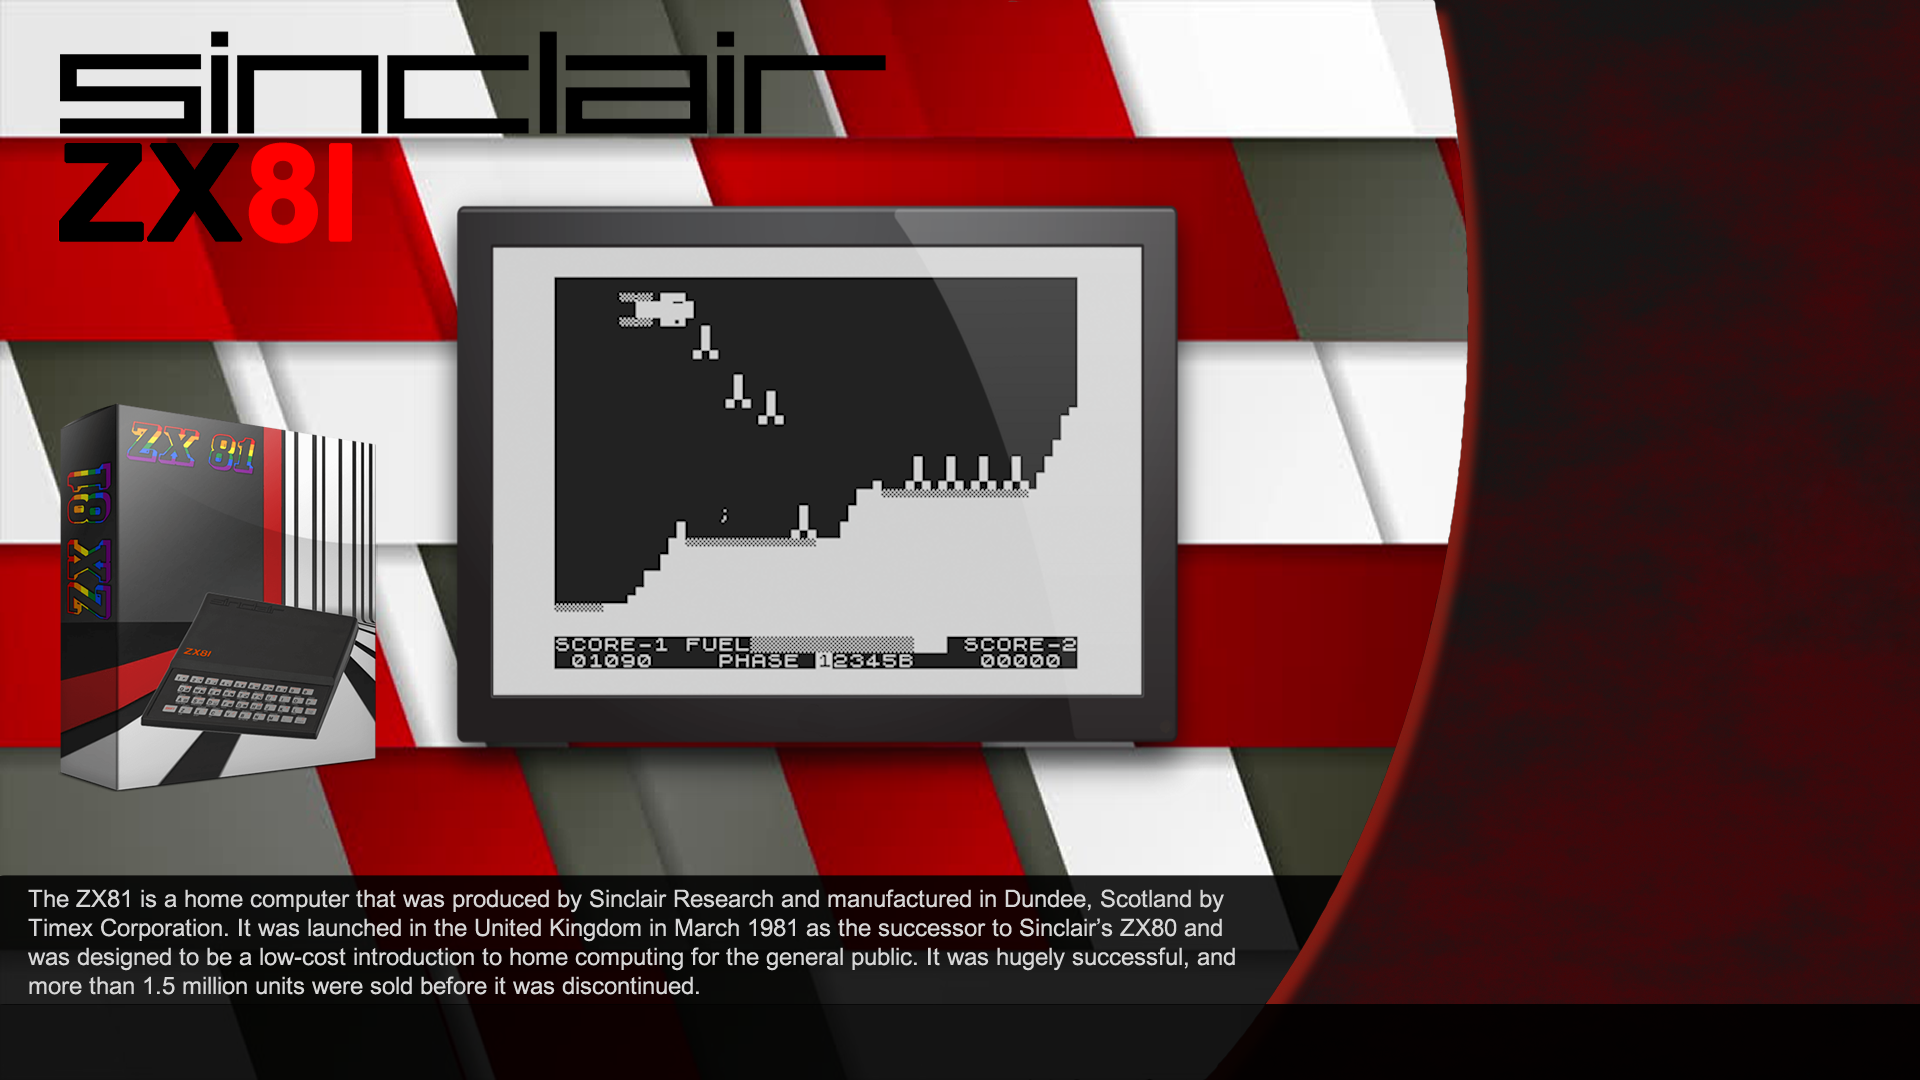 sinclair
ZX81
ZX 81
ZX 81
ZX81
SCORE-1 FUEL SCORE-2
01090 PHASE 12345B 00000
The ZX81 is a home computer that was produced by Sinclair Research and manufactured in Dundee, Scotland by
Timex Corporation. It was launched in the United Kingdom in March 1981 as the successor to Sinclair’s ZX80 and
was designed to be a low-cost introduction to home computing for the general public. It was hugely successful, and
more than 1.5 million units were sold before it was discontinued.